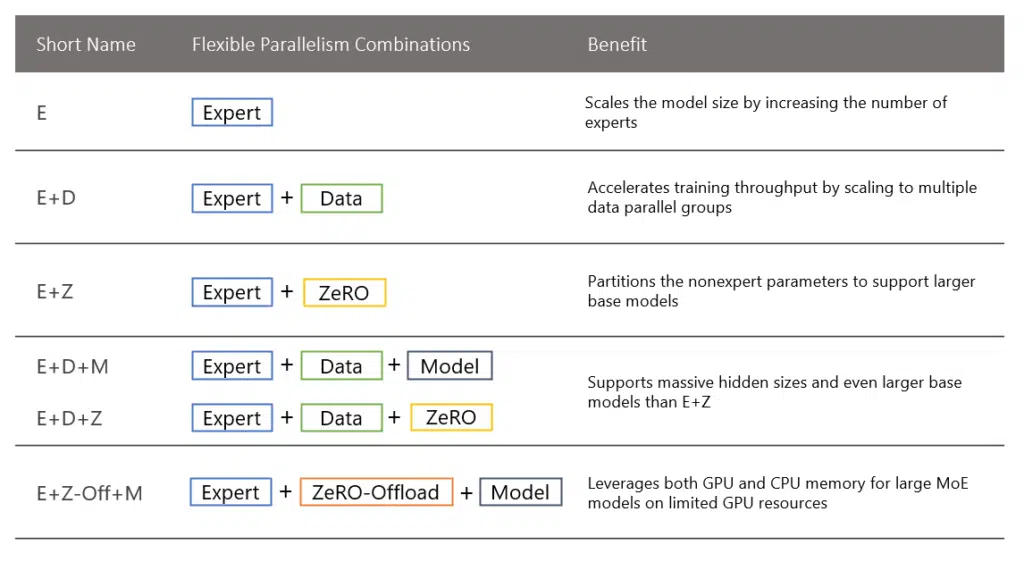 Short Name Flexible Parallelism Combinations Benefit
E Expert Scales the model size by increasing the number of
experts
E+D Expert + Data Accelerates training throughput by scaling to multiple
data parallel groups
E+Z Expert + ZeRO Partitions the nonexpert parameters to support larger
base models
E+D+M Expert + Data + Model
E+D+Z Expert + Data + ZeRO
Supports massive hidden sizes and even larger base
models than E+Z
E+Z-Off+M Expert + ZeRO-Offload + Model Leverages both GPU and CPU memory for large MoE
models on limited GPU resources